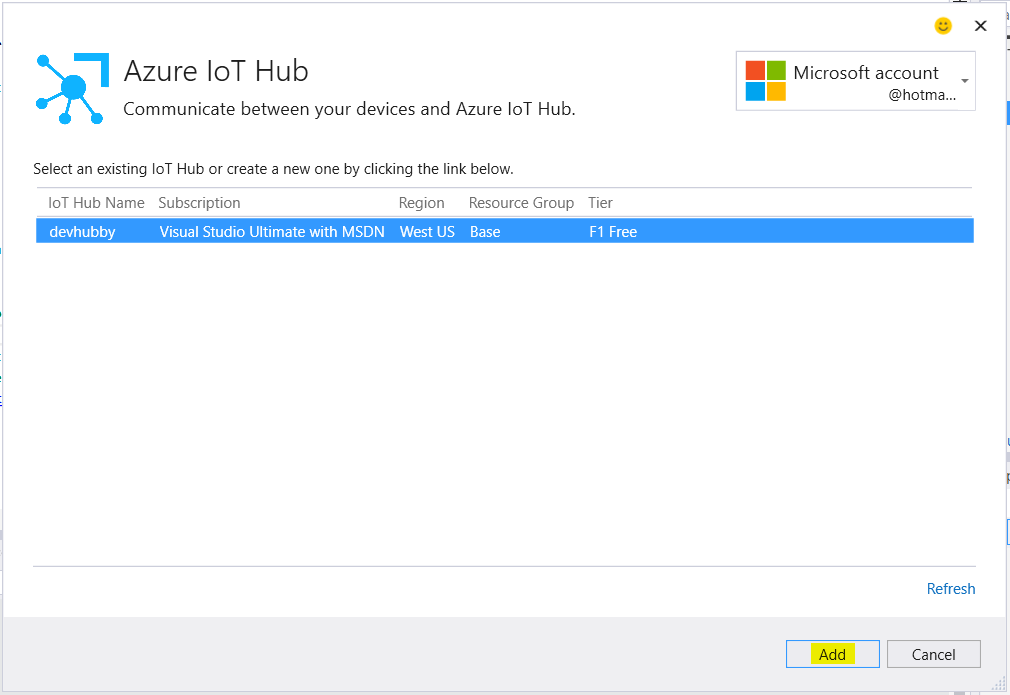 Azure IoT Hub
Communicate between your devices and Azure IoT Hub.
Microsoft account
@hotma...
Select an existing IoT Hub or create a new one by clicking the link below.
IoT Hub Name Subscription Region Resource Group Tier
devhubby Visual Studio Ultimate with MSDN West US Base F1 Free
Refresh
Add Cancel